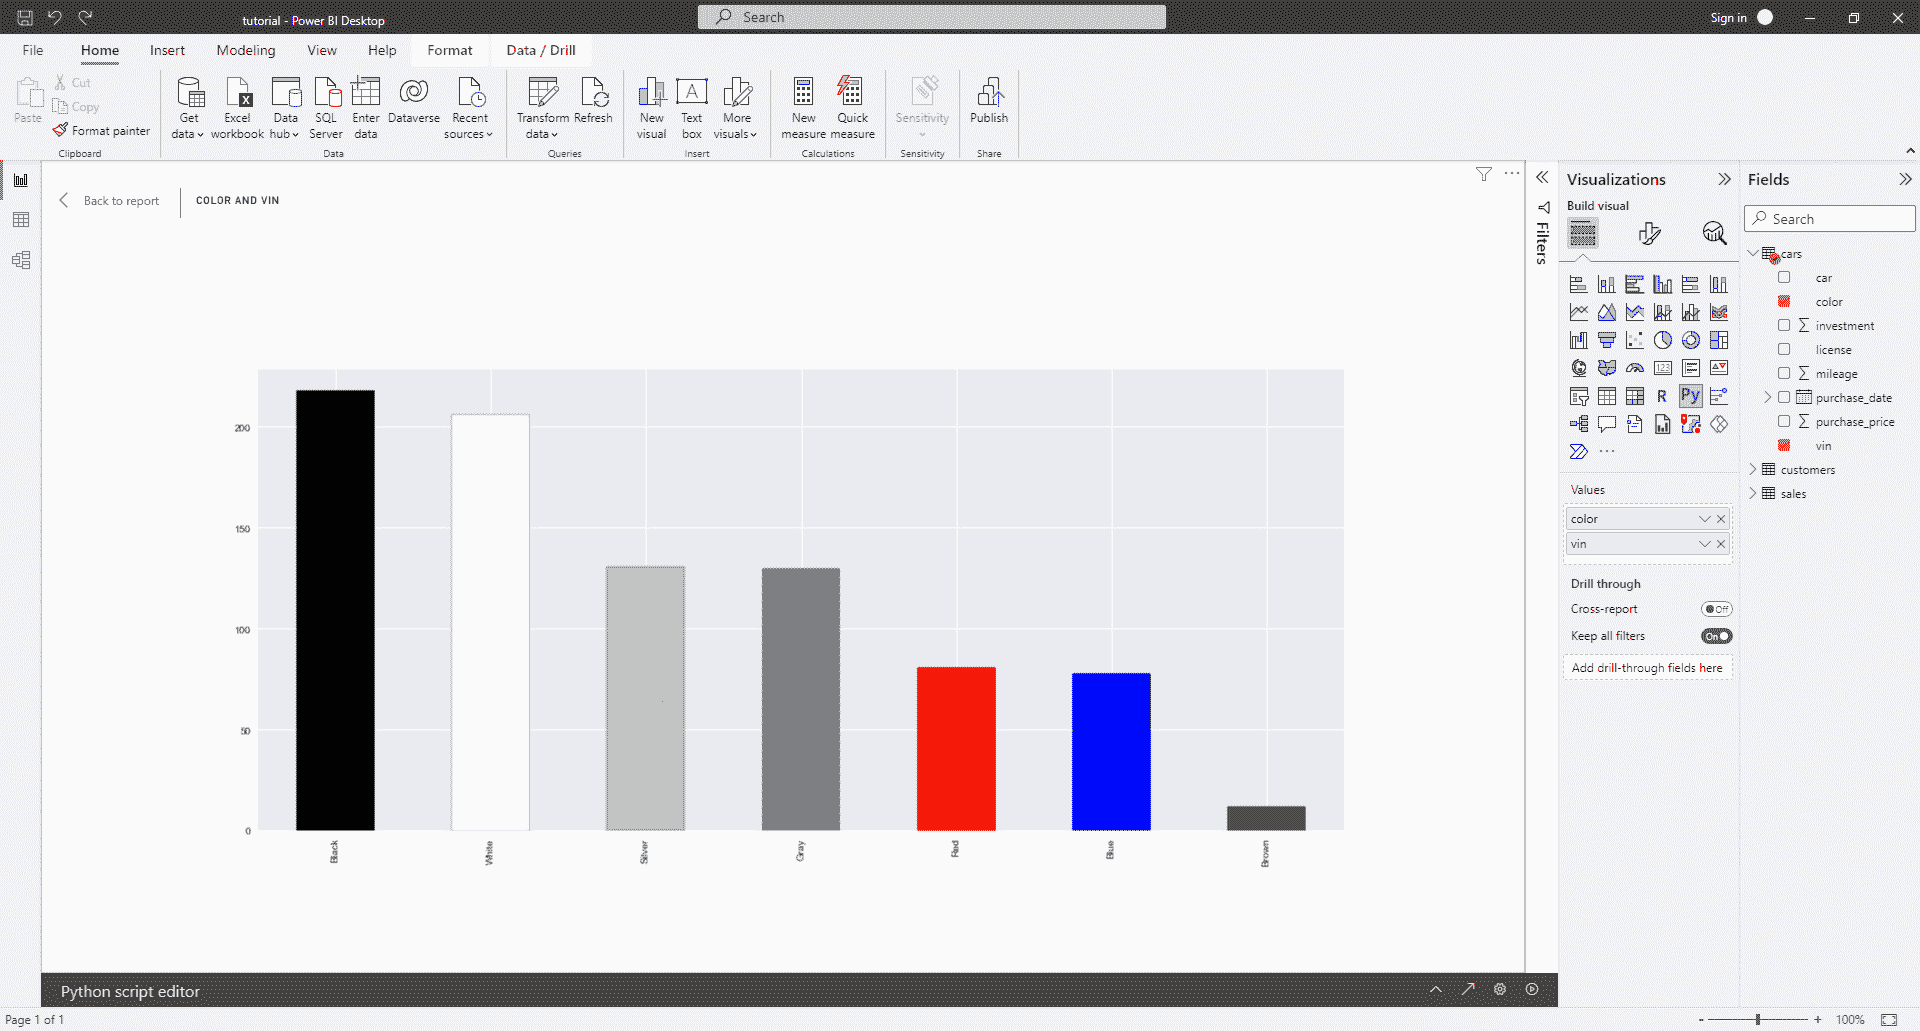 tutorial - Power BI Desktop
Search
Sign in
File
Home
Insert
Modeling
View
Help
Format
Data / Drill
Paste
Cut
Copy
Format painter
Clipboard
Get data
Excel workbook
Data hub
SQL Server
Enter data
Dataverse
Recent sources
Data
Transform data
Refresh
Queries
New visual
Text box
More visuals
Insert
New measure
Quick measure
Calculations
Sensitivity
Sensitivity
Publish
Share
Back to report
COLOR AND VIN
200
150
100
50
0
Black
White
Silver
Gray
Red
Blue
Brown
Filters
Visualizations
Build visual
123
R
Py
Values
color
vin
Drill through
Cross-report
Off
Keep all filters
On
Add drill-through fields here
Fields
Search
cars
car
color
investment
license
mileage
purchase_date
purchase_price
vin
customers
sales
Python script editor
Page 1 of 1
- + 100%